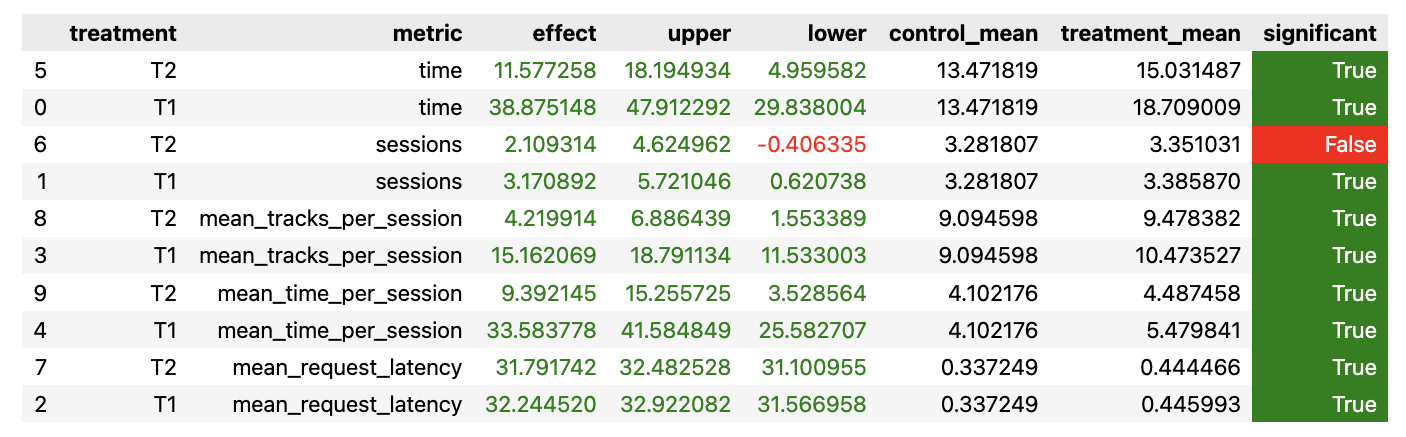 treatment metric effect upper lower control_mean treatment_mean significant
5 T2 time 11.577258 18.194934 4.959582 13.471819 15.031487 True
0 T1 time 38.875148 47.912292 29.838004 13.471819 18.709009 True
6 T2 sessions 2.109314 4.624962 -0.406335 3.281807 3.351031 False
1 T1 sessions 3.170892 5.721046 0.620738 3.281807 3.385870 True
8 T2 mean_tracks_per_session 4.219914 6.886439 1.553389 9.094598 9.478382 True
3 T1 mean_tracks_per_session 15.162069 18.791134 11.533003 9.094598 10.473527 True
9 T2 mean_time_per_session 9.392145 15.255725 3.528564 4.102176 4.487458 True
4 T1 mean_time_per_session 33.583778 41.584849 25.582707 4.102176 5.479841 True
7 T2 mean_request_latency 31.791742 32.482528 31.100955 0.337249 0.444466 True
2 T1 mean_request_latency 32.244520 32.922082 31.566958 0.337249 0.445993 True